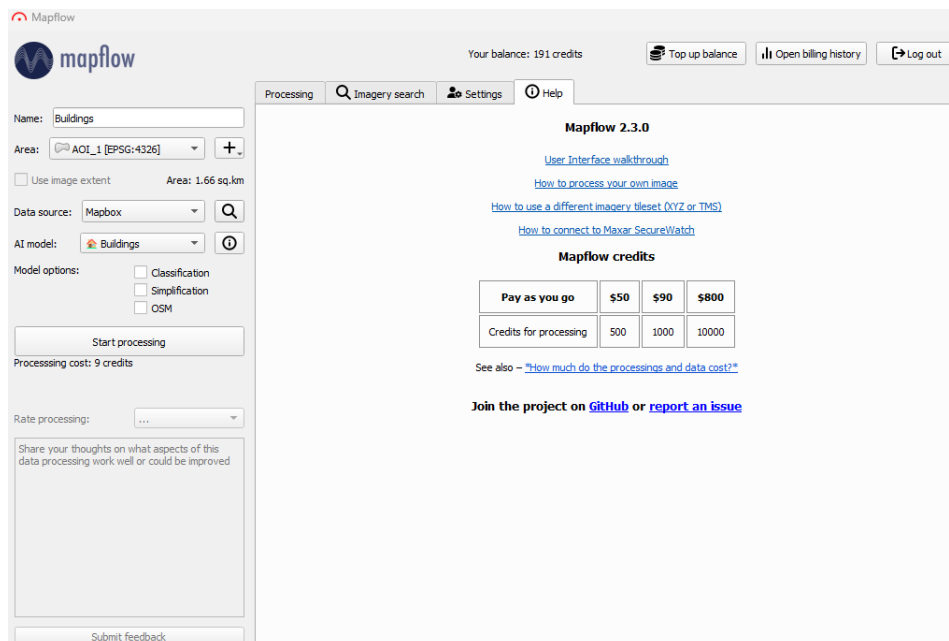 Mapflow
mapflow
Your balance: 191 credits
Top up balance
Open billing history
Log out
Processing
Imagery search
Settings
Help
Name: Buildings
Area: AOI_1 [EPSG:4326]
Use image extent Area: 1.66 sq.km
Data source: Mapbox
AI model: Buildings
Model options: Classification
Simplification
OSM
Start processing
Processsing cost: 9 credits
Rate processing: ...
Share your thoughts on what aspects of this
data processing work well or could be improved
Submit feedback
Mapflow 2.3.0
User Interface walkthrough
How to process your own image
How to use a different imagery tileset (XYZ or TMS)
How to connect to Maxar SecureWatch
Mapflow credits
Pay as you go $50 $90 $800
Credits for processing 500 1000 10000
See also – "How much do the processings and data cost?"
Join the project on GitHub or report an issue